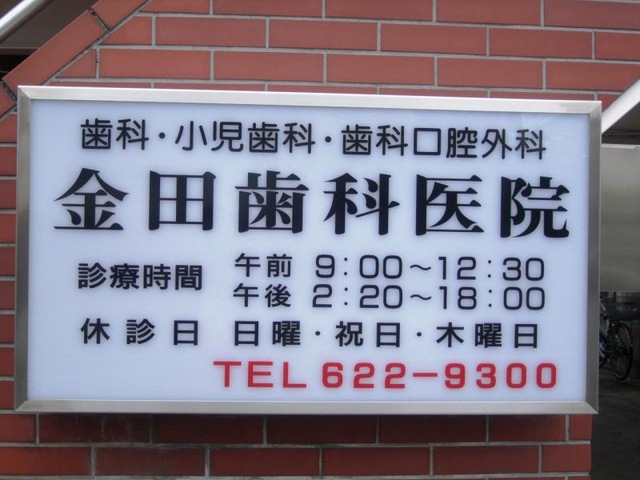 歯科・小児歯科・歯科口腔外科
金田歯科医院
診療時間 午前 9:00～12:30
午後 2:20～18:00
休診日 日曜・祝日・木曜日
TEL 622-9300